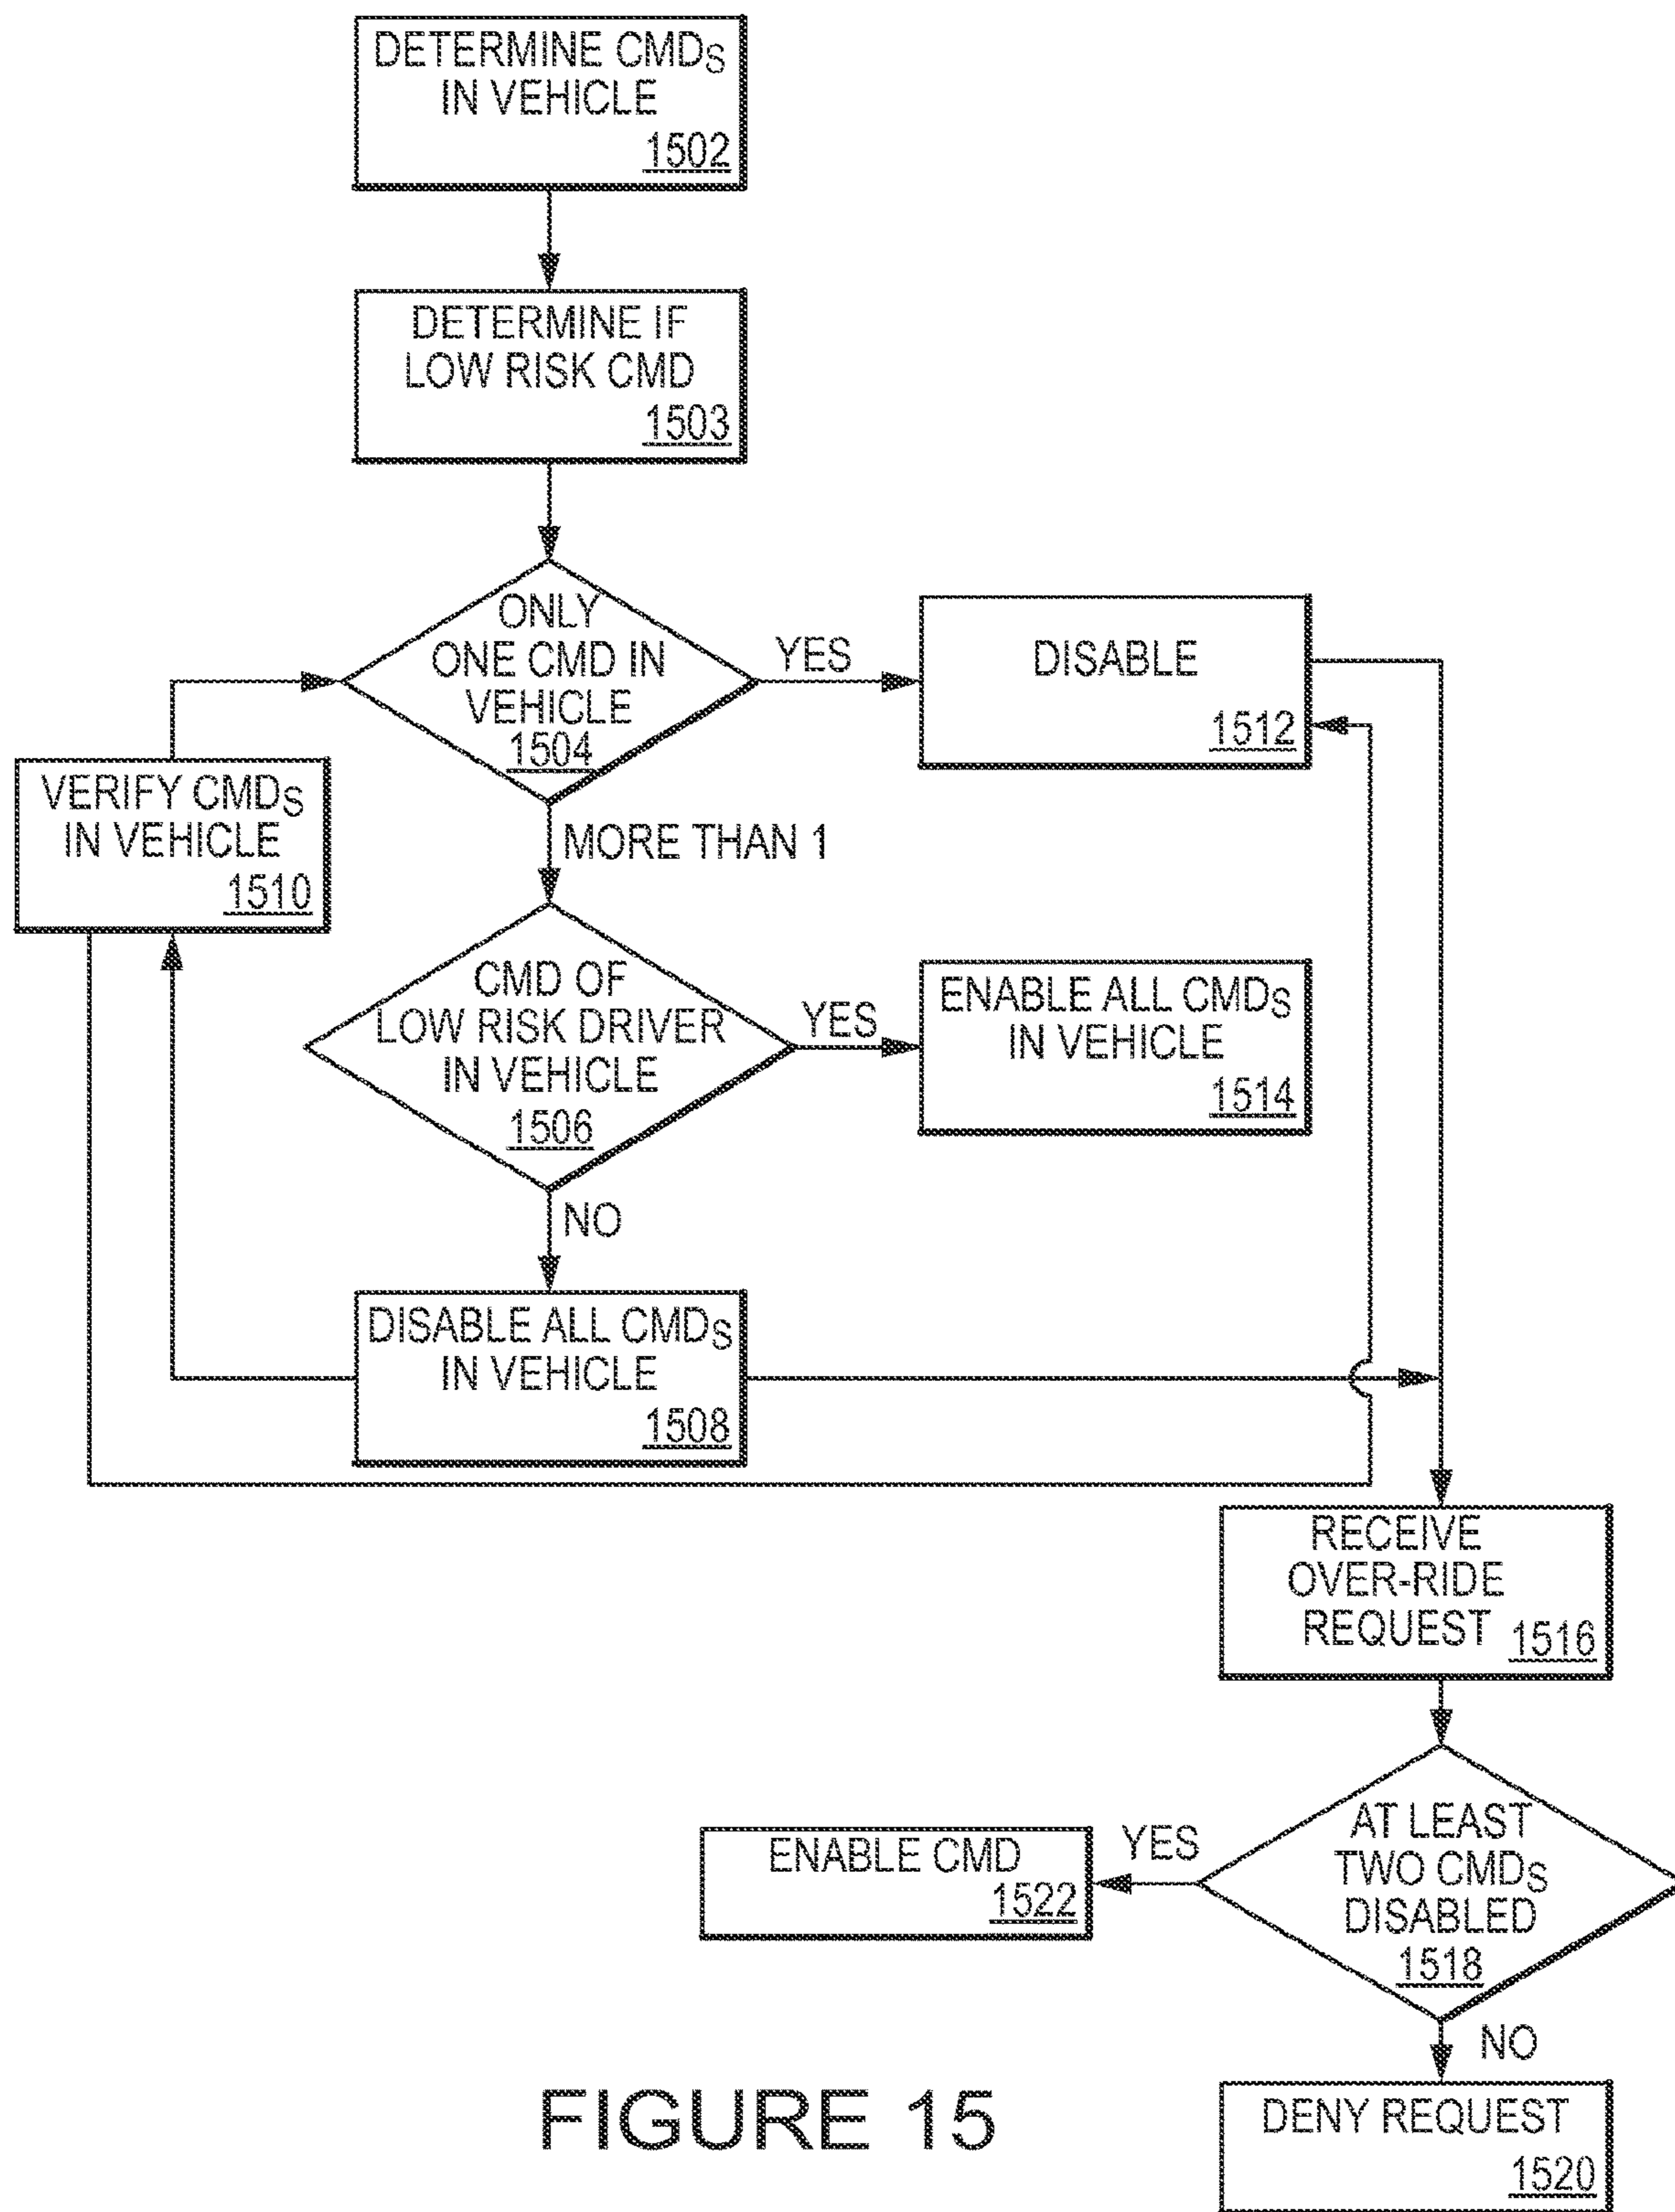 DETERMINE CMDS
IN VEHICLE
1502
DETERMINE IF
LOW RISK CMD
1503
ONLY
ONE CMD IN
VEHICLE
1504
YES
DISABLE
1512
VERIFY CMDS
IN VEHICLE
1510
MORE THAN 1
CMD OF
LOW RISK DRIVER
IN VEHICLE
1506
YES
ENABLE ALL CMDS
IN VEHICLE
1514
NO
DISABLE ALL CMDS
IN VEHICLE
1508
RECEIVE
OVER-RIDE
REQUEST 1516
AT LEAST
TWO CMDS
DISABLED
1518
YES
ENABLE CMD
1522
NO
DENY REQUEST
1520
FIGURE 15